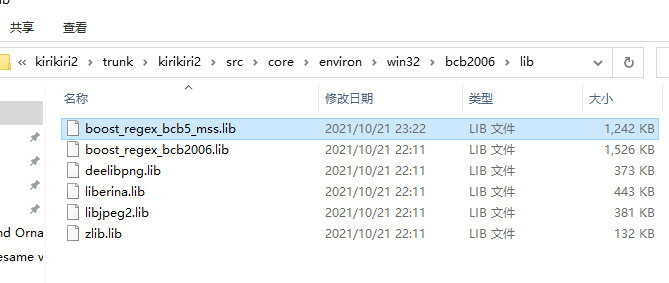 共享 查看
« kirikiri2 > trunk > kirikiri2 > src > core > environ > win32 > bcb2006 > lib
名称 修改日期 类型 大小
boost_regex_bcb5_mss.lib 2021/10/21 23:22 LIB 文件 1,242 KB
boost_regex_bcb2006.lib 2021/10/21 22:11 LIB 文件 1,526 KB
deelibpng.lib 2021/10/21 22:11 LIB 文件 373 KB
liberina.lib 2021/10/21 22:11 LIB 文件 443 KB
libjpeg2.lib 2021/10/21 22:11 LIB 文件 381 KB
nd Orna
zlib.lib 2021/10/21 22:11 LIB 文件 132 KB
esame v